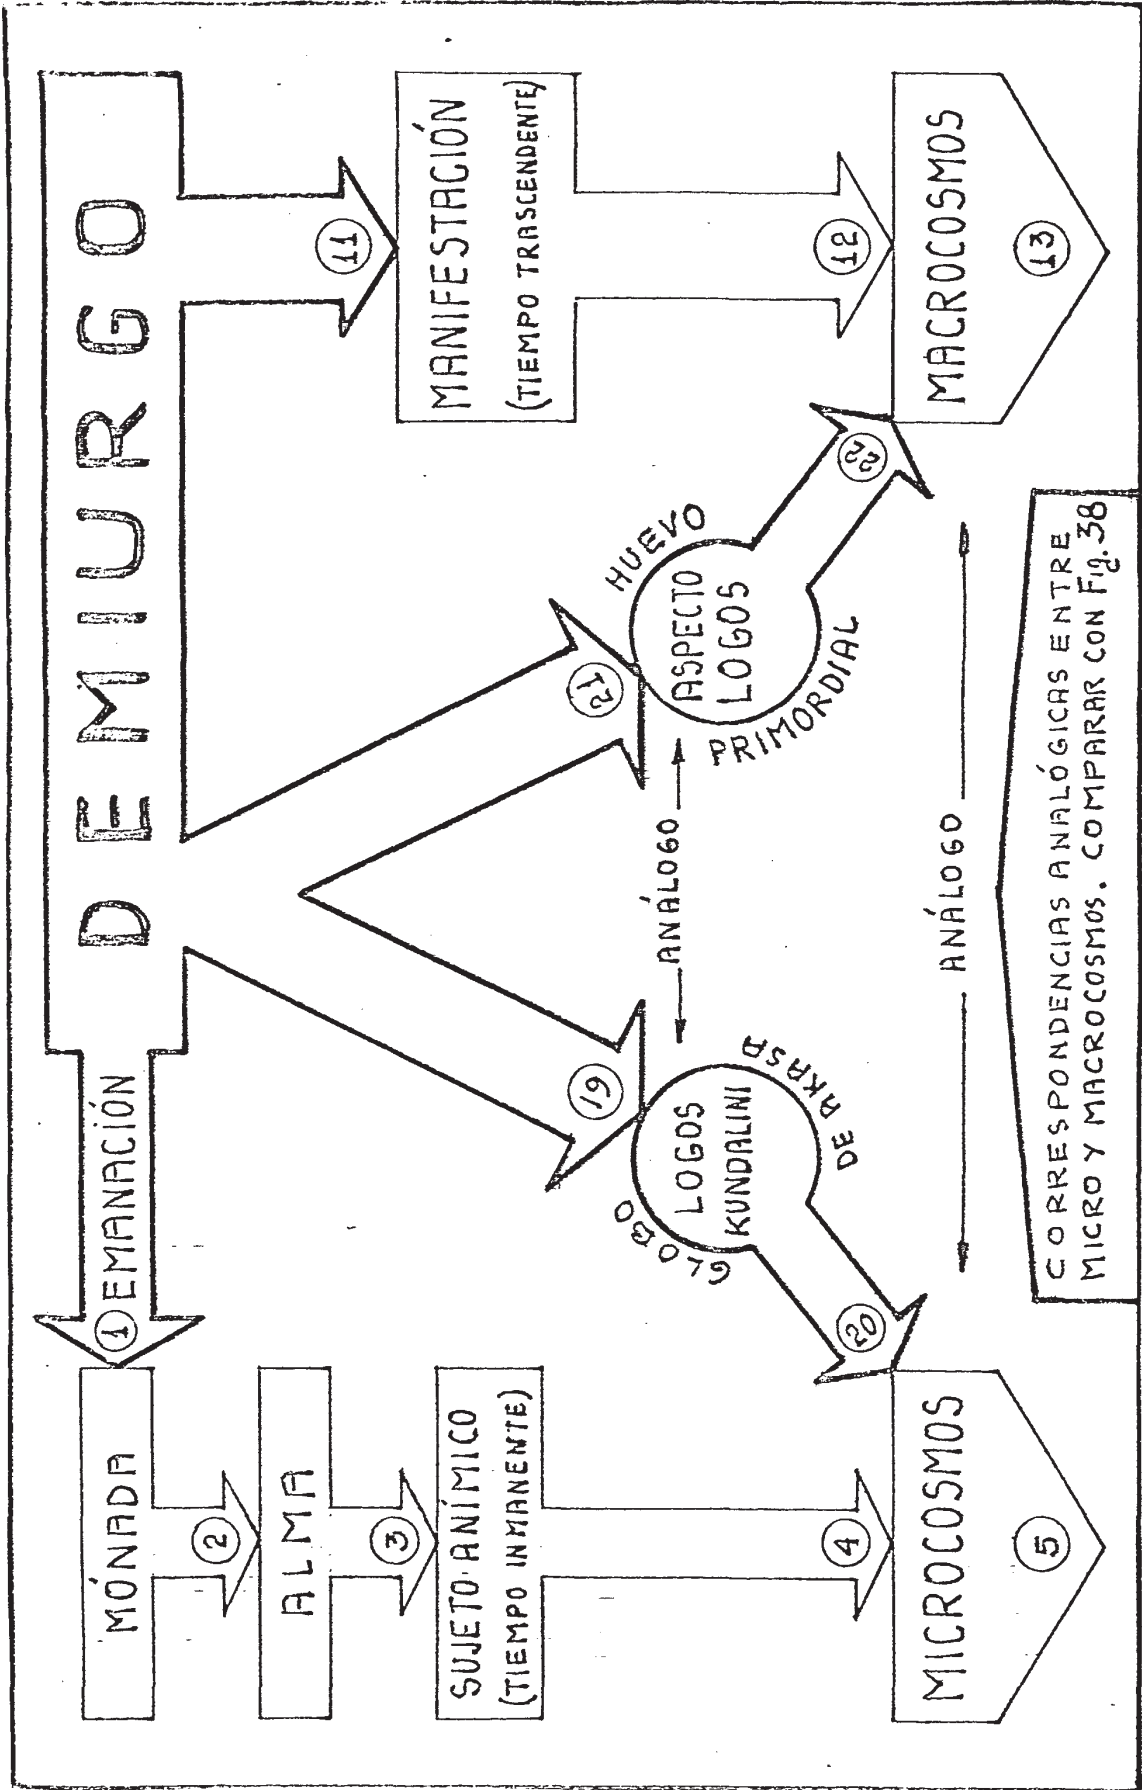 DEMIURGO
1 EMANACIÓN
MÓNADA
2
ALMA
3
SUJETO ANÍMICO
(TIEMPO INMANENTE)
4
MICROCOSMOS
5
19
GLOBO
LOGOS
KUNDALINI
DE AKASA
20
ANÁLOGO
21
HUEVO
ASPECTO
LOGOS
PRIMORDIAL
22
ANÁLOGO
11
MANIFESTACIÓN
(TIEMPO TRASCENDENTE)
12
MACROCOSMOS
13
CORRESPONDENCIAS ANALÓGICAS ENTRE
MICRO Y MACROCOSMOS. COMPARAR CON Fig. 38